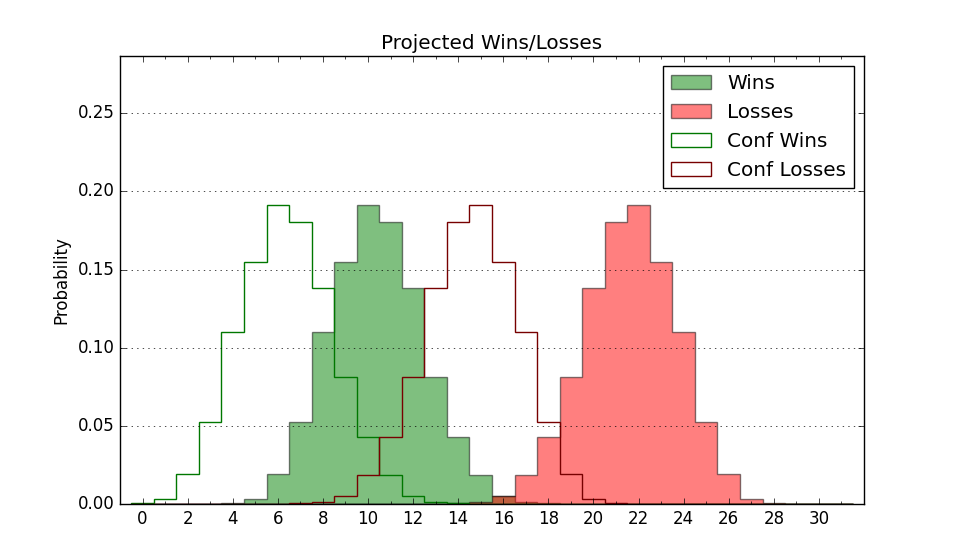 Projected Wins/Losses
Wins
Losses
Conf Wins
Conf Losses
Probability
0.25
0.20
0.15
0.10
0.05
0.00
0 2 4 6 8 10 12 14 16 18 20 22 24 26 28 30